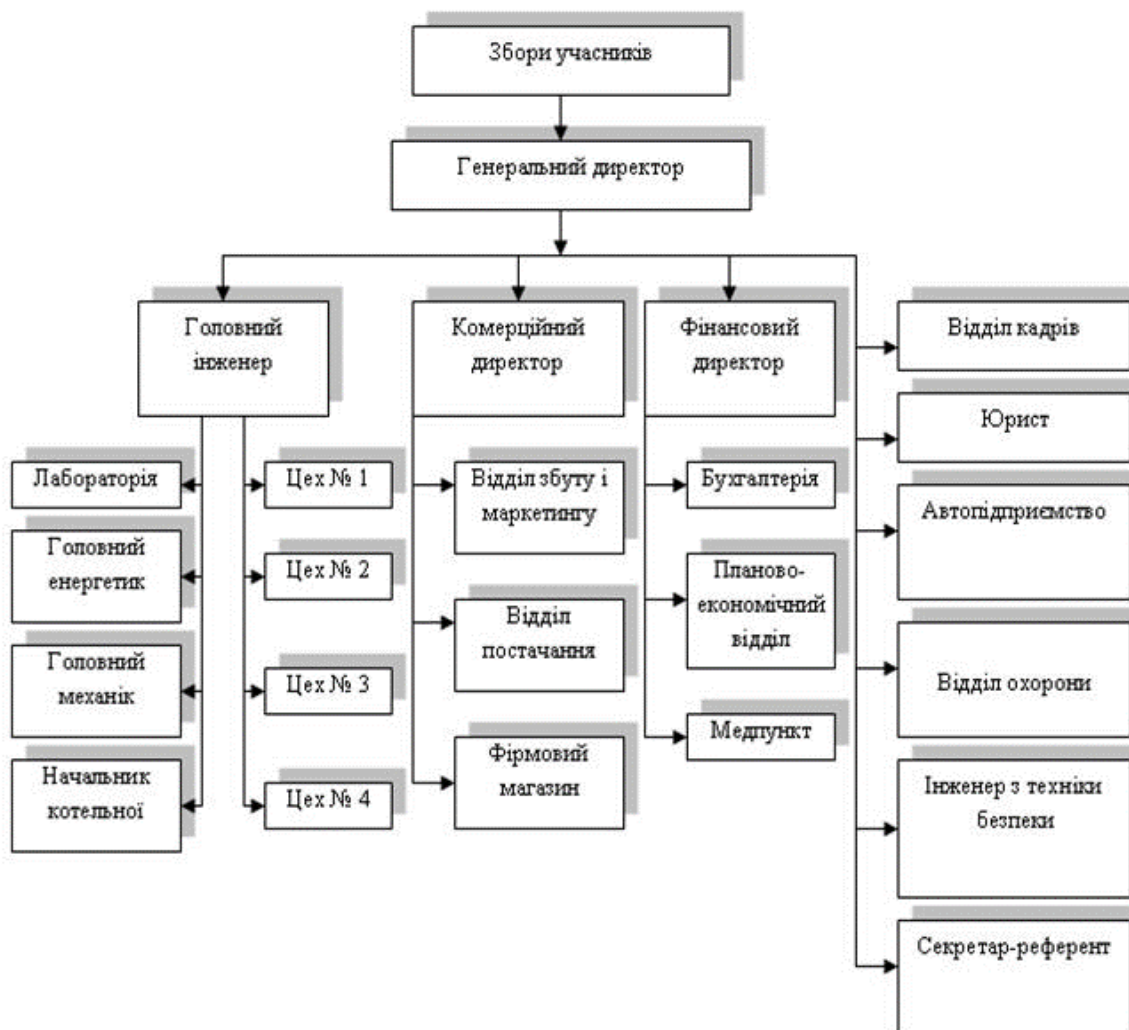 Збори учасників
Генеральний директор
Головний
інженер
Комерційний
директор
Фінансовий
директор
Відділ кадрів
Юрист
Автопідприємство
Відділ охорони
Інженер з техніки
безпеки
Секретар-референт
Лабораторія
Головний
енергетик
Головний
механік
Начальник
котельної
Цех № 1
Цех № 2
Цех № 3
Цех № 4
Відділ збуту і
маркетингу
Відділ
постачання
Фірмовий
магазин
Бухгалтерія
Планово-
економічний
відділ
Медпункт